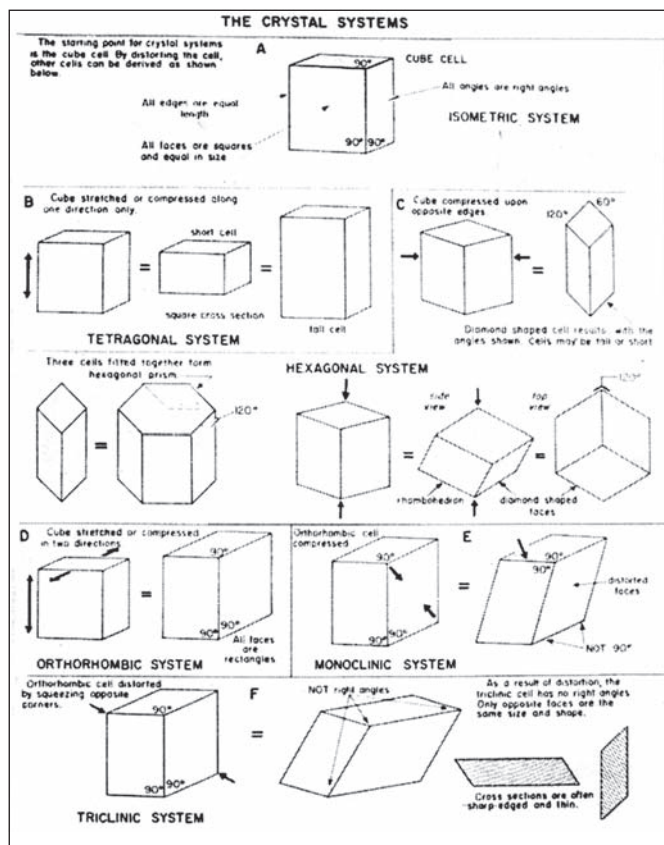 THE CRYSTAL SYSTEMS
The starting point for crystal systems
is the cube cell. By distorting the cell,
other cells can be derived as shown
below.
A
90°
CUBE CELL
All edges are equal
length
All angles are right angles
All faces are squares
and equal in size
90° 90°
ISOMETRIC SYSTEM
B
Cube stretched or compressed along
one direction only.
short cell
=
=
square cross section
tall cell
TETRAGONAL SYSTEM
C
Cube compressed upon
opposite edges
60°
120°
=
Diamond shaped cell results with the
angles shown. Cells may be tall or short
HEXAGONAL SYSTEM
Three cells fitted together form
hexagonal prism
120°
=
side
view
top
view
120°
=
=
rhombohedron
diamond shaped
faces
D
Cube stretched or compressed
in two directions
=
90°
90° 90°
All faces
are
rectangles
ORTHORHOMBIC SYSTEM
Orthorhombic cell
compressed
E
90°
90° 90°
=
90°
90°
distorted
faces
NOT 90°
MONOCLINIC SYSTEM
Orthorhombic cell distorted
by squeezing opposite
corners.
F
90°
90° 90°
=
NOT right angles
As a result of distortion, the
triclinic cell has no right angles
Only opposite faces are the
same size and shape.
Cross sections are often
sharp-edged and thin.
TRICLINIC SYSTEM